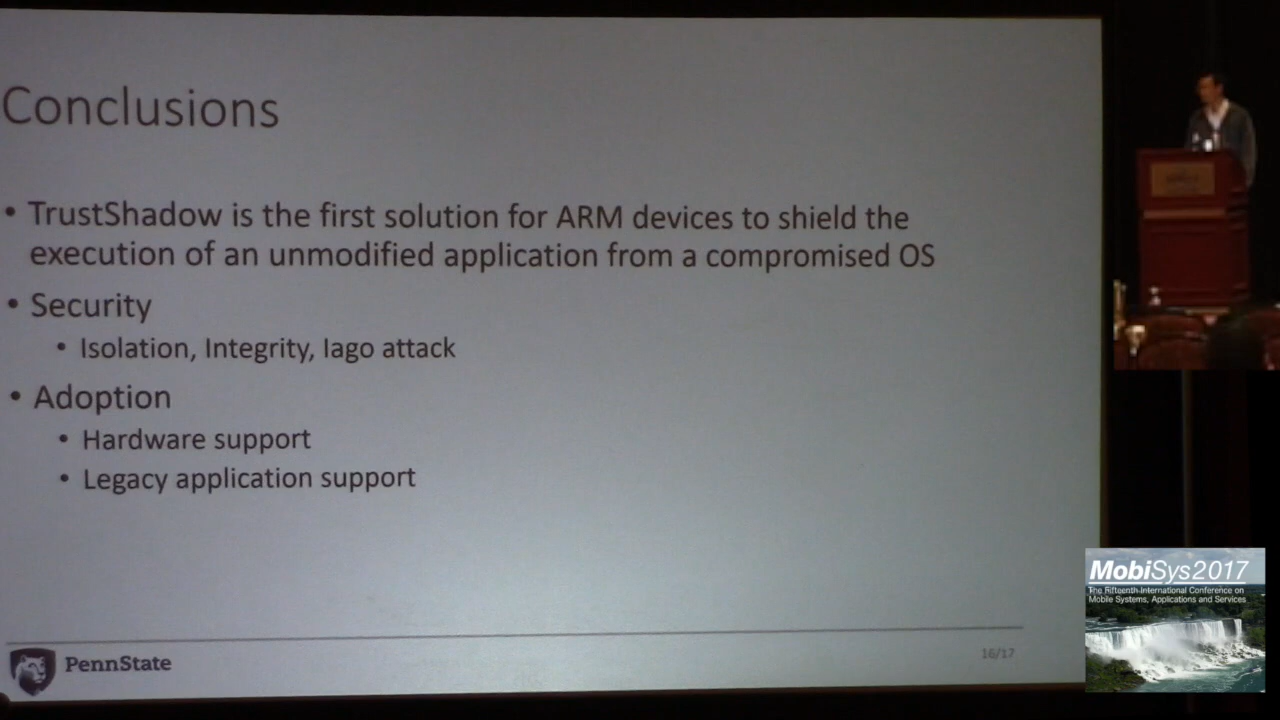 Conclusions
• TrustShadow is the first solution for ARM devices to shield the
execution of an unmodified application from a compromised OS
• Security
• Isolation, Integrity, Iago attack
• Adoption
• Hardware support
• Legacy application support
PennState
16/17
MobiSys2017
The Fifteenth International Conference on
Mobile Systems, Applications and Services